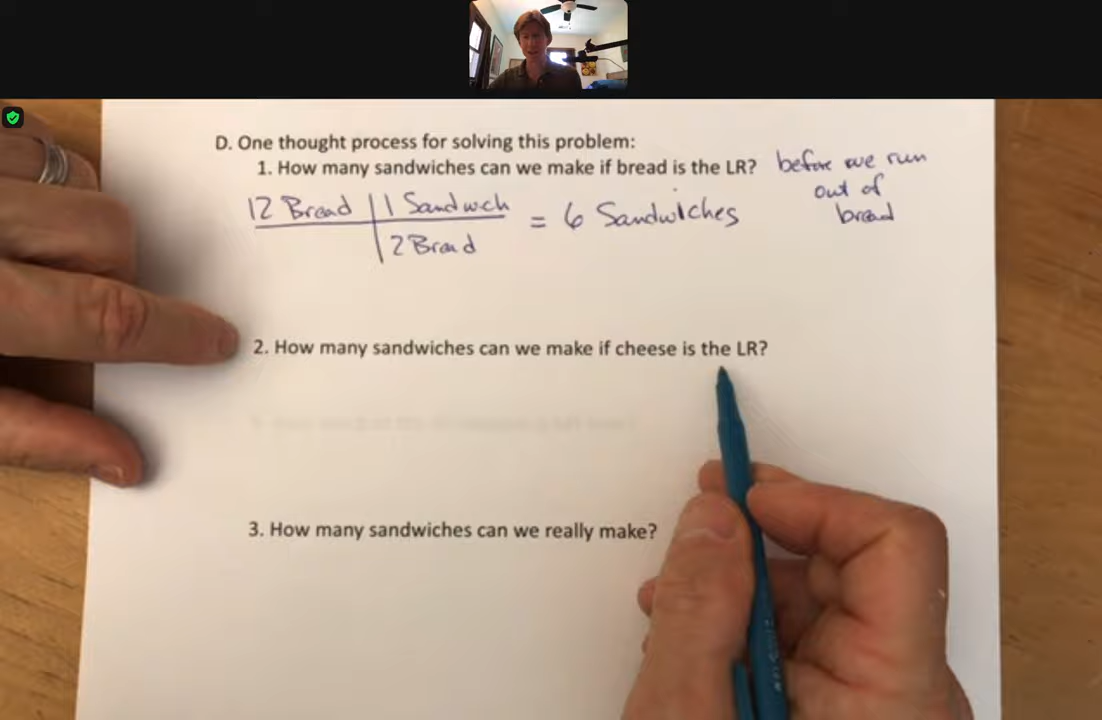 D. One thought process for solving this problem:
1. How many sandwiches can we make if bread is the LR? before we run
out of
bread
12 Bread | 1 Sandwich = 6 Sandwiches
2 Bread
2. How many sandwiches can we make if cheese is the LR?
3. How many sandwiches can we really make?